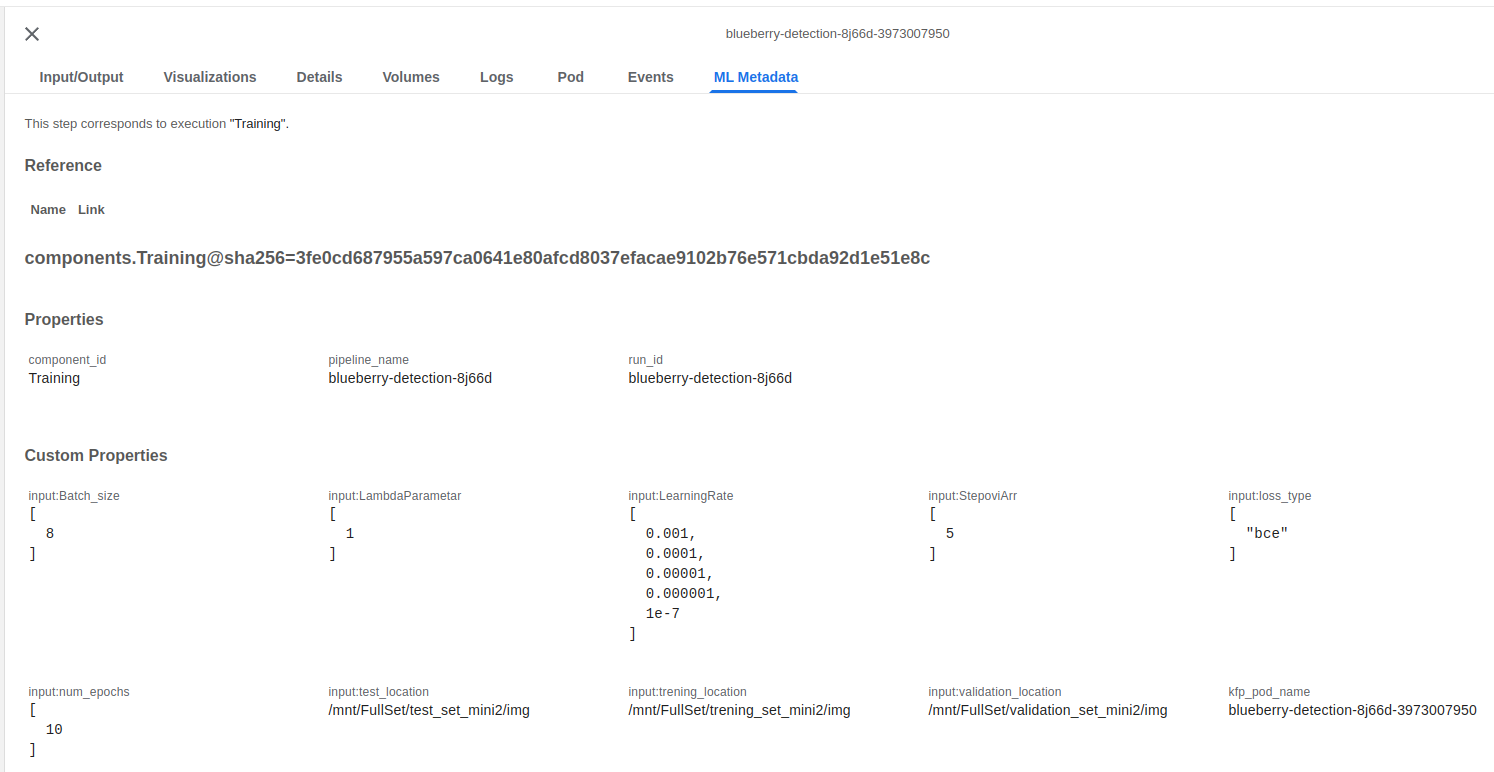 blueberry-detection-8j66d-3973007950
Input/Output Visualizations Details Volumes Logs Pod Events ML Metadata
This step corresponds to execution "Training".
Reference
Name Link
components.Training@sha256=3fe0cd687955a597ca0641e80afcd8037efacae9102b76e571cbda92d1e51e8c
Properties
component_id pipeline_name run_id
Training blueberry-detection-8j66d blueberry-detection-8j66d
Custom Properties
input:Batch_size input:LambdaParametar input:LearningRate input:StepoviArr input:loss_type
[ [ [ [ [
8 1 0.001, 5 "bce"
] ] 0.0001, ] ]
0.00001,
0.000001,
1e-7
]
input:num_epochs input:test_location input:trening_location input:validation_location kfp_pod_name
[ /mnt/FullSet/test_set_mini2/img /mnt/FullSet/trening_set_mini2/img /mnt/FullSet/validation_set_mini2/img blueberry-detection-8j66d-3973007950
10
]